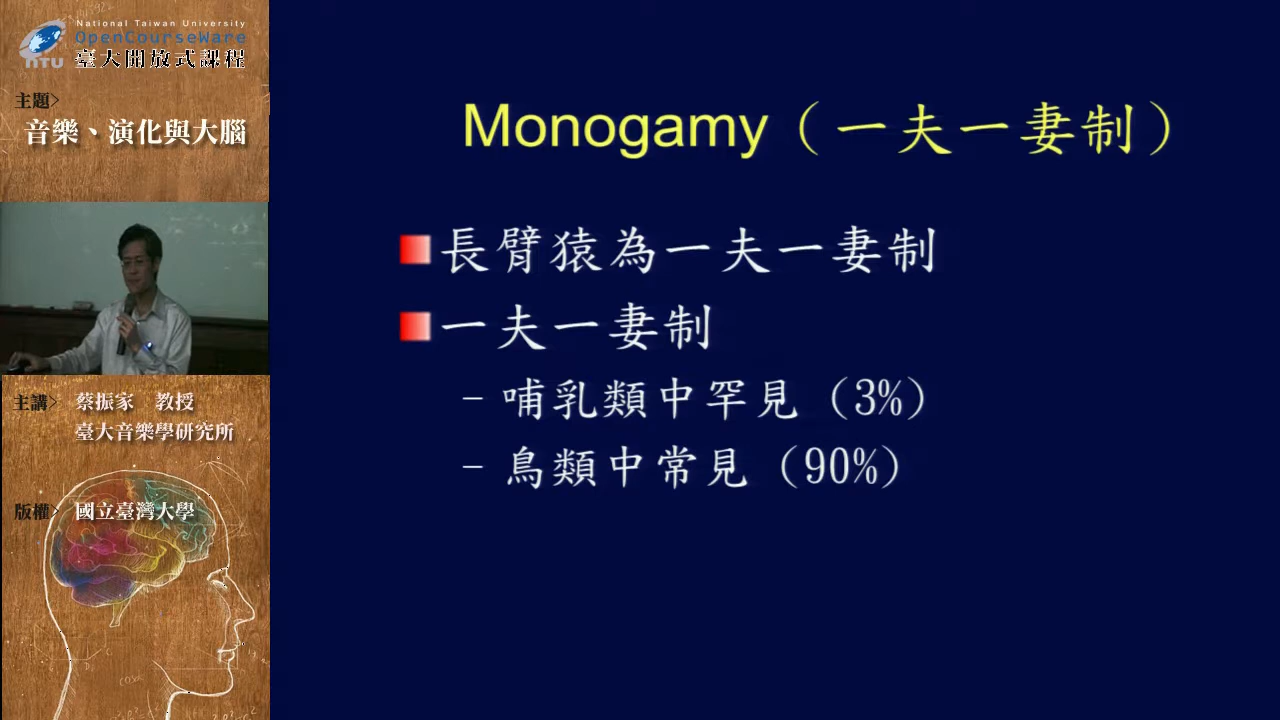 National Taiwan University
OpenCourseWare
NTU
臺大開放式課程
主題>
音樂、演化與大腦
主講> 蔡振家 教授
臺大音樂學研究所
版權> 國立臺灣大學
Monogamy（一夫一妻制）
長臂猿為一夫一妻制
一夫一妻制
– 哺乳類中罕見（3%）
– 鳥類中常見（90%）